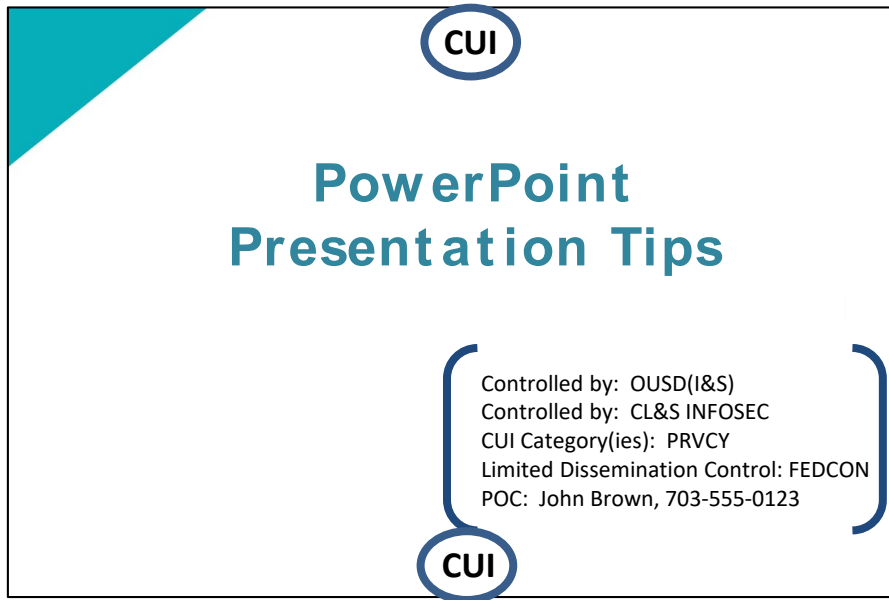 CUI
PowerPoint
Presentation Tips
Controlled by: OUSD(I&S)
Controlled by: CL&S INFOSEC
CUI Category(ies): PRVCY
Limited Dissemination Control: FEDCON
POC: John Brown, 703-555-0123
CUI